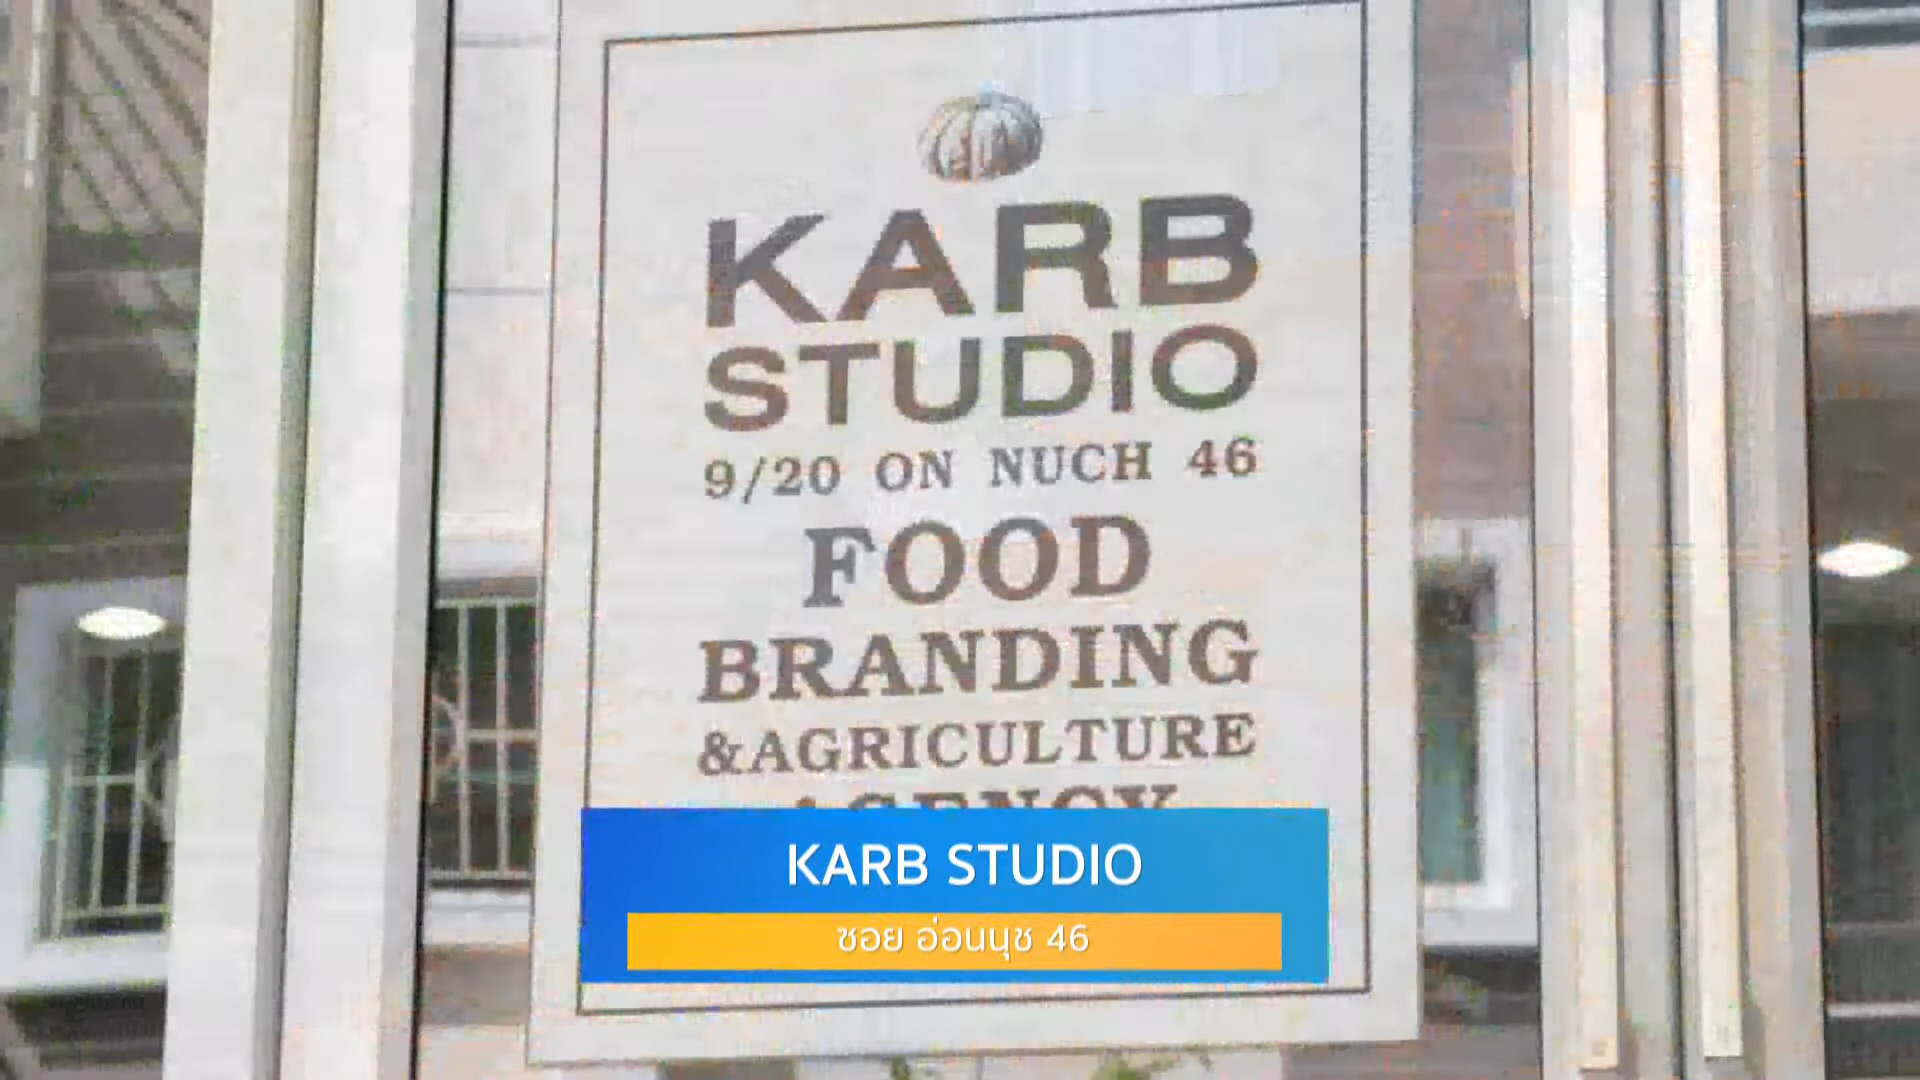 KARB
STUDIO
9/20 ON NUCH 46
FOOD
BRANDING
&AGRICULTURE
AGENCY
KARB STUDIO
ซอย อ่อนนุช 46